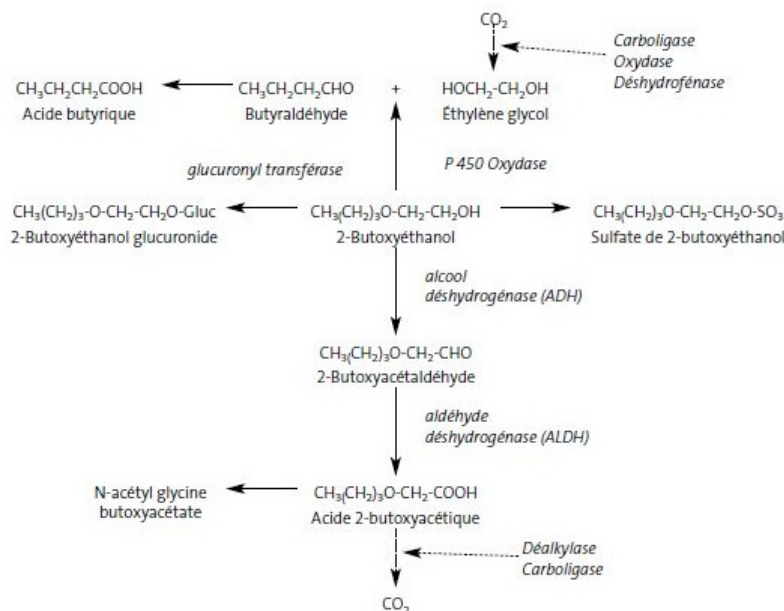 CO₂
Carboligase
Oxydase
Déshydrofénase
CH₃CH₂CH₂COOH
CH₃CH₂CH₂CHO
+
HOCH₂-CH₂OH
Acide butyrique
Butyraldéhyde
Éthylène glycol
glucuronyl transférase
P 450 Oxydase
CH₃(CH₂)₃-O-CH₂-CH₂O-Gluc
CH₃(CH₂)₃O-CH₂-CH₂OH
CH₃(CH₂)₃O-CH₂-CH₂O-SO₃
2-Butoxyéthanol glucuronide
2-Butoxyéthanol
Sulfate de 2-butoxyéthanol
alcool
déshydrogénase (ADH)
CH₃(CH₂)₃O-CH₂-CHO
2-Butoxyacétaldéhyde
aldéhyde
déshydrogénase (ALDH)
N-acétyl glycine
butoxyacétate
CH₃(CH₂)₃O-CH₂-COOH
Acide 2-butoxyacétique
Déalkylase
Carboligase
CO₂